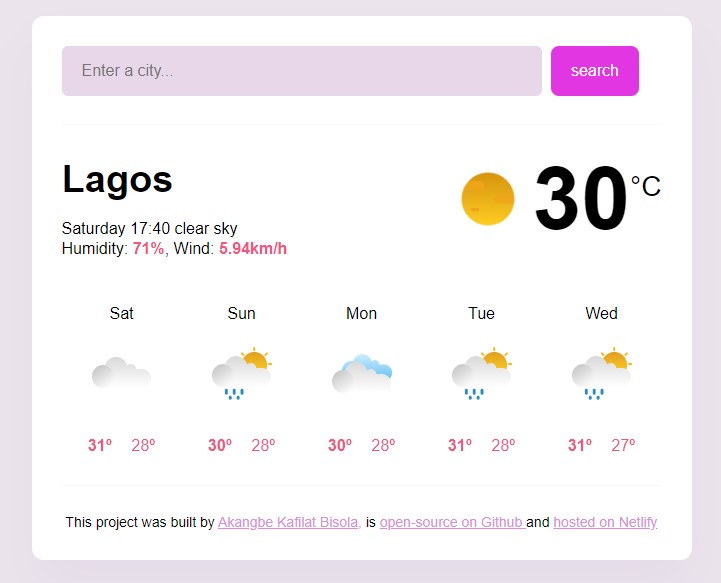 Enter a city...
search
Lagos
30°C
Saturday 17:40 clear sky
Humidity: 71%, Wind: 5.94km/h
Sat Sun Mon Tue Wed
31º 28º 30º 28º 30º 28º 31º 28º 31º 27º
This project was built by Akangbe Kafilat Bisola, is open-source on Github and hosted on Netlify